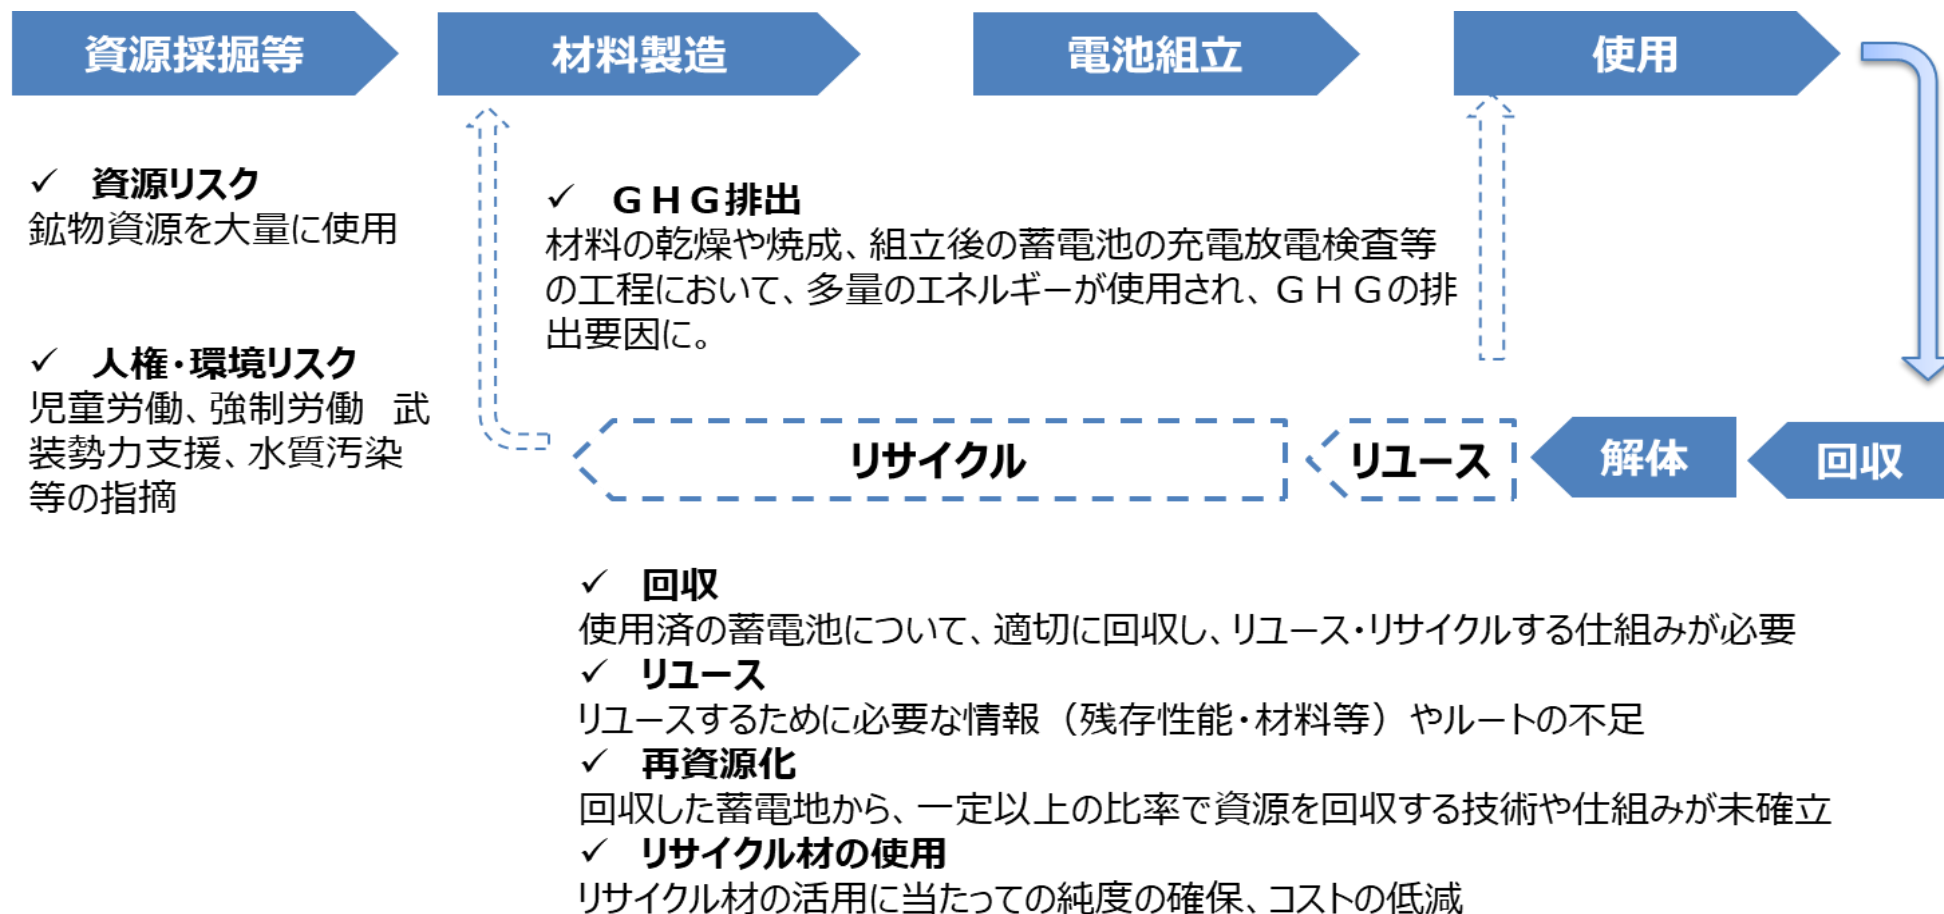 資源採掘等
材料製造
電池組立
使用
✓ 資源リスク
鉱物資源を大量に使用
✓ 人権・環境リスク
児童労働、強制労働 武
装勢力支援、水質汚染
等の指摘
✓ ＧＨＧ排出
材料の乾燥や焼成、組立後の蓄電池の充電放電検査等
の工程において、多量のエネルギーが使用され、ＧＨＧの排
出要因に。
リサイクル
リユース
解体
回収
✓ 回収
使用済の蓄電池について、適切に回収し、リユース・リサイクルする仕組みが必要
✓ リユース
リユースするために必要な情報（残存性能・材料等）やルートの不足
✓ 再資源化
回収した蓄電地から、一定以上の比率で資源を回収する技術や仕組みが未確立
✓ リサイクル材の使用
リサイクル材の活用に当たっての純度の確保、コストの低減